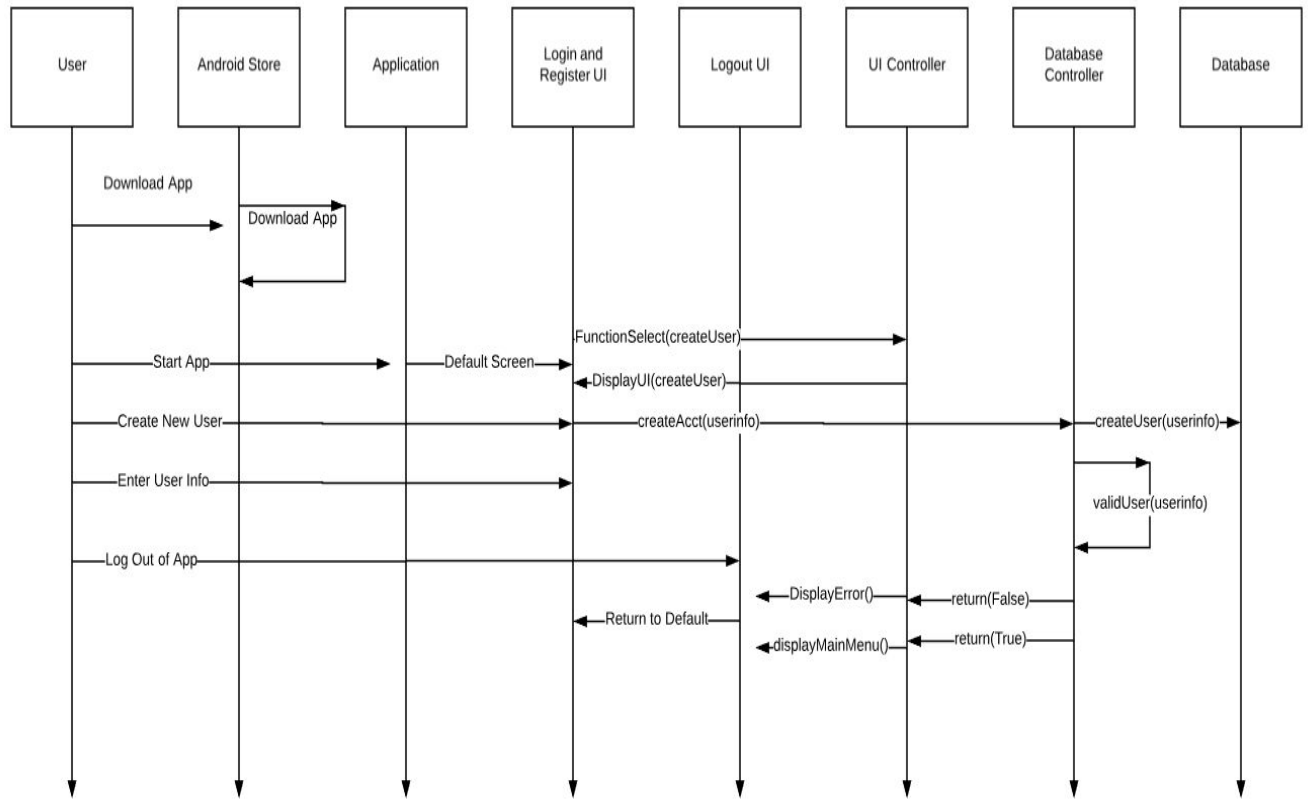 User
Android Store
Application
Login and
Register UI
Logout UI
UI Controller
Database
Controller
Database
Download App
Download App
FunctionSelect(createUser)
Start App
Default Screen
DisplayUI(createUser)
Create New User
createAcct(userinfo)
createUser(userinfo)
Enter User Info
validUser(userinfo)
Log Out of App
DisplayError()
return(False)
Return to Default
displayMainMenu()
return(True)